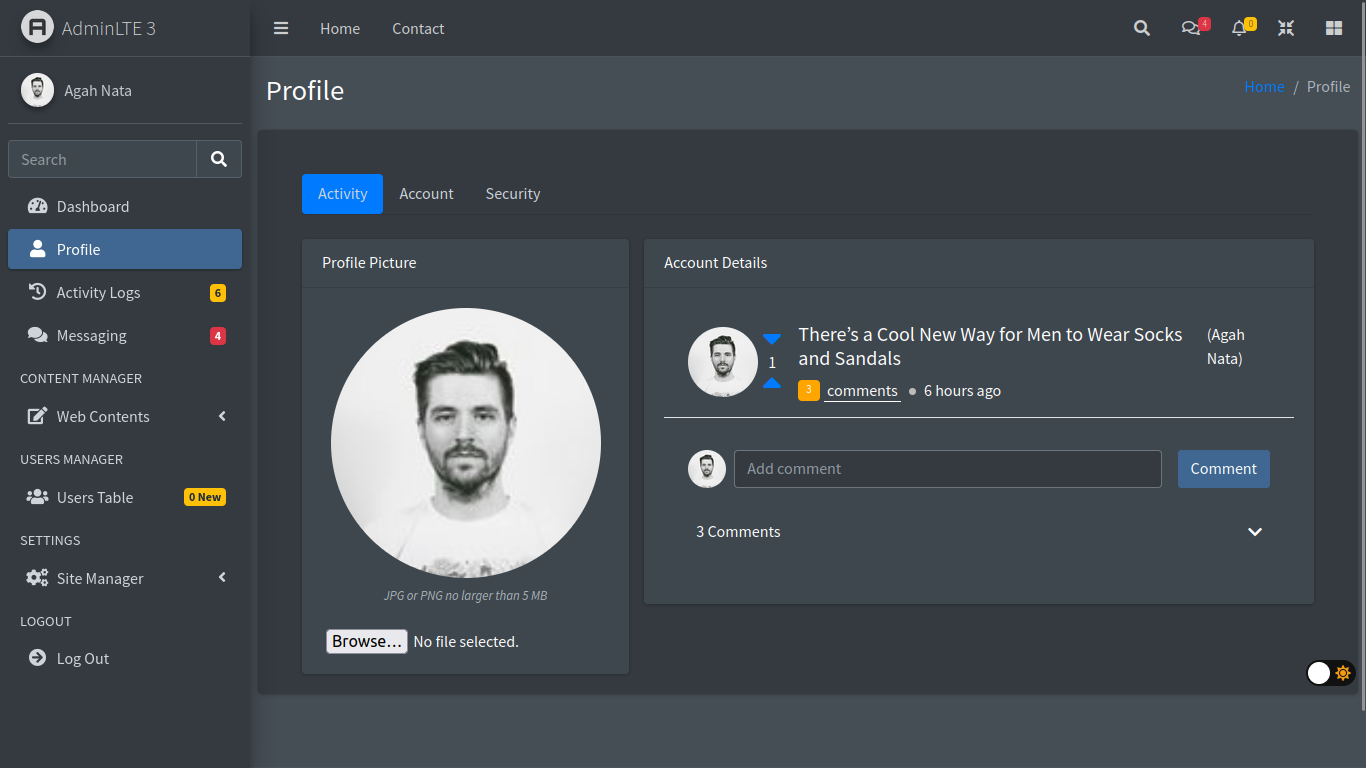 AdminLTE 3
Home
Contact
4
0
Agah Nata
Profile
Home / Profile
Search
Dashboard
Profile
Activity Logs
6
Messaging
4
CONTENT MANAGER
Web Contents
USERS MANAGER
Users Table
0 New
SETTINGS
Site Manager
LOGOUT
Log Out
Activity
Account
Security
Profile Picture
JPG or PNG no larger than 5 MB
Browse...
No file selected.
Account Details
1
There’s a Cool New Way for Men to Wear Socks
and Sandals
(Agah
Nata)
3 comments ● 6 hours ago
Add comment
Comment
3 Comments